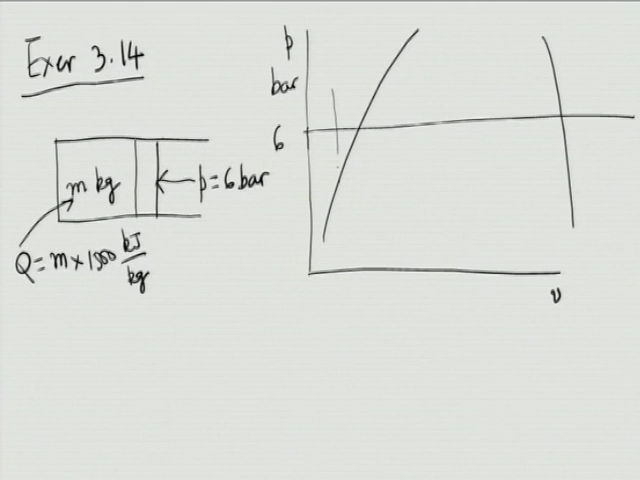 Exer 3.14
m kg
p = 6 bar
Q = m × 1500 kJ/kg
p
bar
6
v